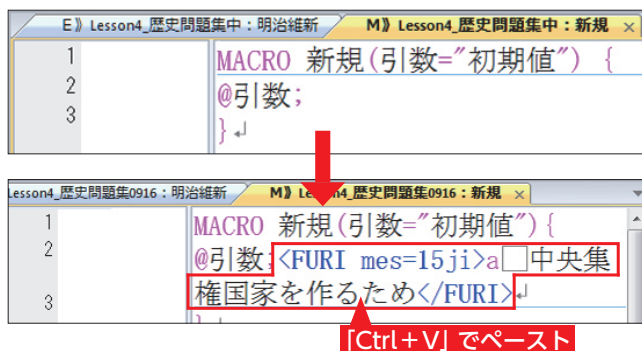 E》Lesson4_歴史問題集中：明治維新 M》Lesson4_歴史問題集中：新規 ×
1 MACRO 新規(引数="初期値") {
2 @引数;
3 }↲
Lesson4_歴史問題集0916：明治維新 M》Lesson4_歴史問題集0916：新規 ×
1 MACRO 新規(引数="初期値"){
2 @引数;<FURI mes=15ji>a□中央集
権国家を作るため</FURI>↲
3 }↲
「Ctrl+V」でペースト